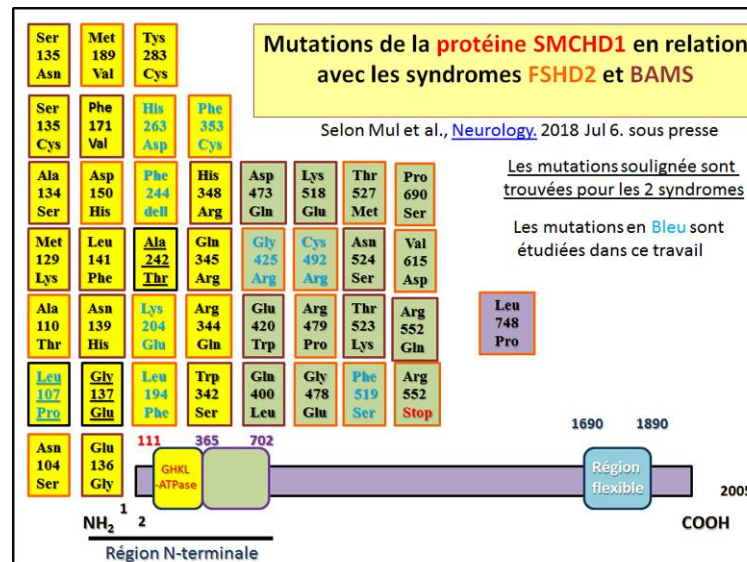 Mutations de la protéine SMCHD1 en relation
avec les syndromes FSHD2 et BAMS
Selon Mul et al., Neurology. 2018 Jul 6. sous presse
Les mutations soulignée sont
trouvées pour les 2 syndromes
Les mutations en Bleu sont
étudiées dans ce travail
Ser
135
Asn
Met
189
Val
Tys
283
Cys
Ser
135
Cys
Phe
171
Val
His
263
Asp
Phe
353
Cys
Ala
134
Ser
Asp
150
His
Phe
244
dell
His
348
Arg
Asp
473
Gln
Lys
518
Glu
Thr
527
Met
Pro
690
Ser
Met
129
Lys
Leu
141
Phe
Ala
242
Thr
Gln
345
Arg
Gly
425
Arg
Cys
492
Arg
Asn
524
Ser
Val
615
Asp
Ala
110
Thr
Asn
139
His
Lys
204
Glu
Arg
344
Gln
Glu
420
Trp
Arg
479
Pro
Thr
523
Lys
Arg
552
Gln
Leu
748
Pro
Leu
107
Pro
Gly
137
Glu
Leu
194
Phe
Trp
342
Ser
Gln
400
Leu
Gly
478
Glu
Phe
519
Ser
Arg
552
Stop
Asn
104
Ser
Glu
136
Gly
111
365
702
1690
1890
GHKL
-ATPase
Région
flexible
1
2
2005
NH2
COOH
Région N-terminale